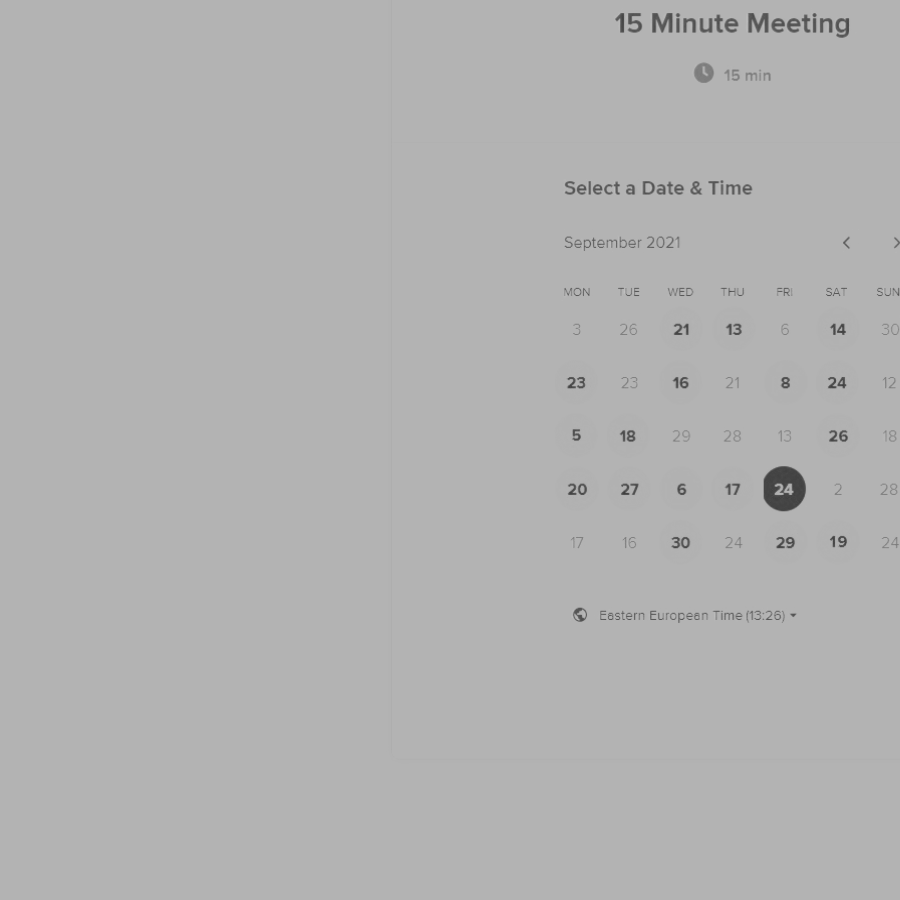 15 Minute Meeting
15 min
Select a Date & Time
September 2021
MON TUE WED THU FRI SAT SUN
3 26 21 13 6 14 30
23 23 16 21 8 24 12
5 18 29 28 13 26 18
20 27 6 17 24 2 28
17 16 30 24 29 19 24
Eastern European Time (13:26)